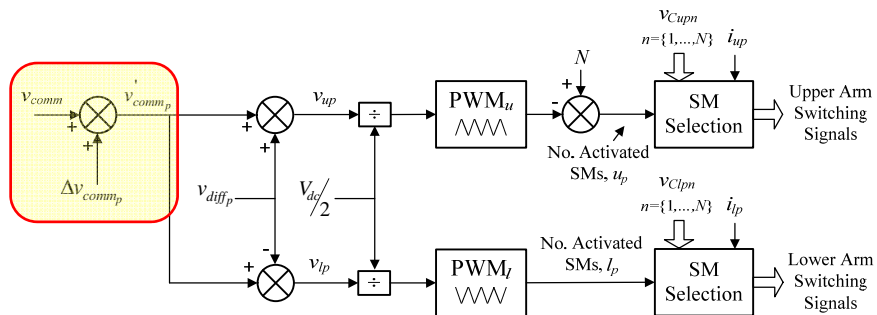 v_comm
+
+
Δv_comm_p
v'_comm_p
+
+
v_diff_p
-
+
v_up
v_lp
÷
÷
V_dc/2
PWM_u
PWM_l
N
+
-
No. Activated
SMs, u_p
No. Activated
SMs, l_p
v_Cupn
n={1,...,N}
i_up
SM
Selection
Upper Arm
Switching
Signals
v_Clpn
n={1,...,N}
i_lp
SM
Selection
Lower Arm
Switching
Signals